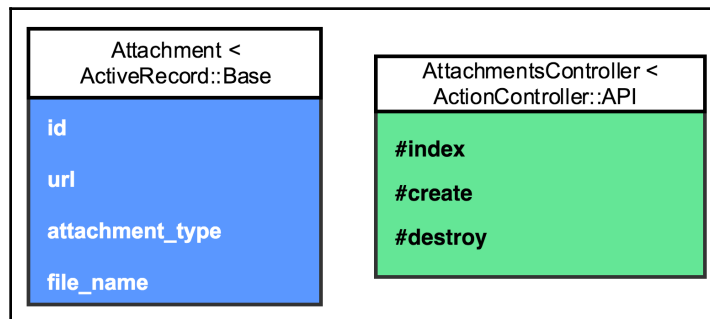 Attachment <
ActiveRecord::Base
id
url
attachment_type
file_name
AttachmentsController <
ActionController::API
#index
#create
#destroy